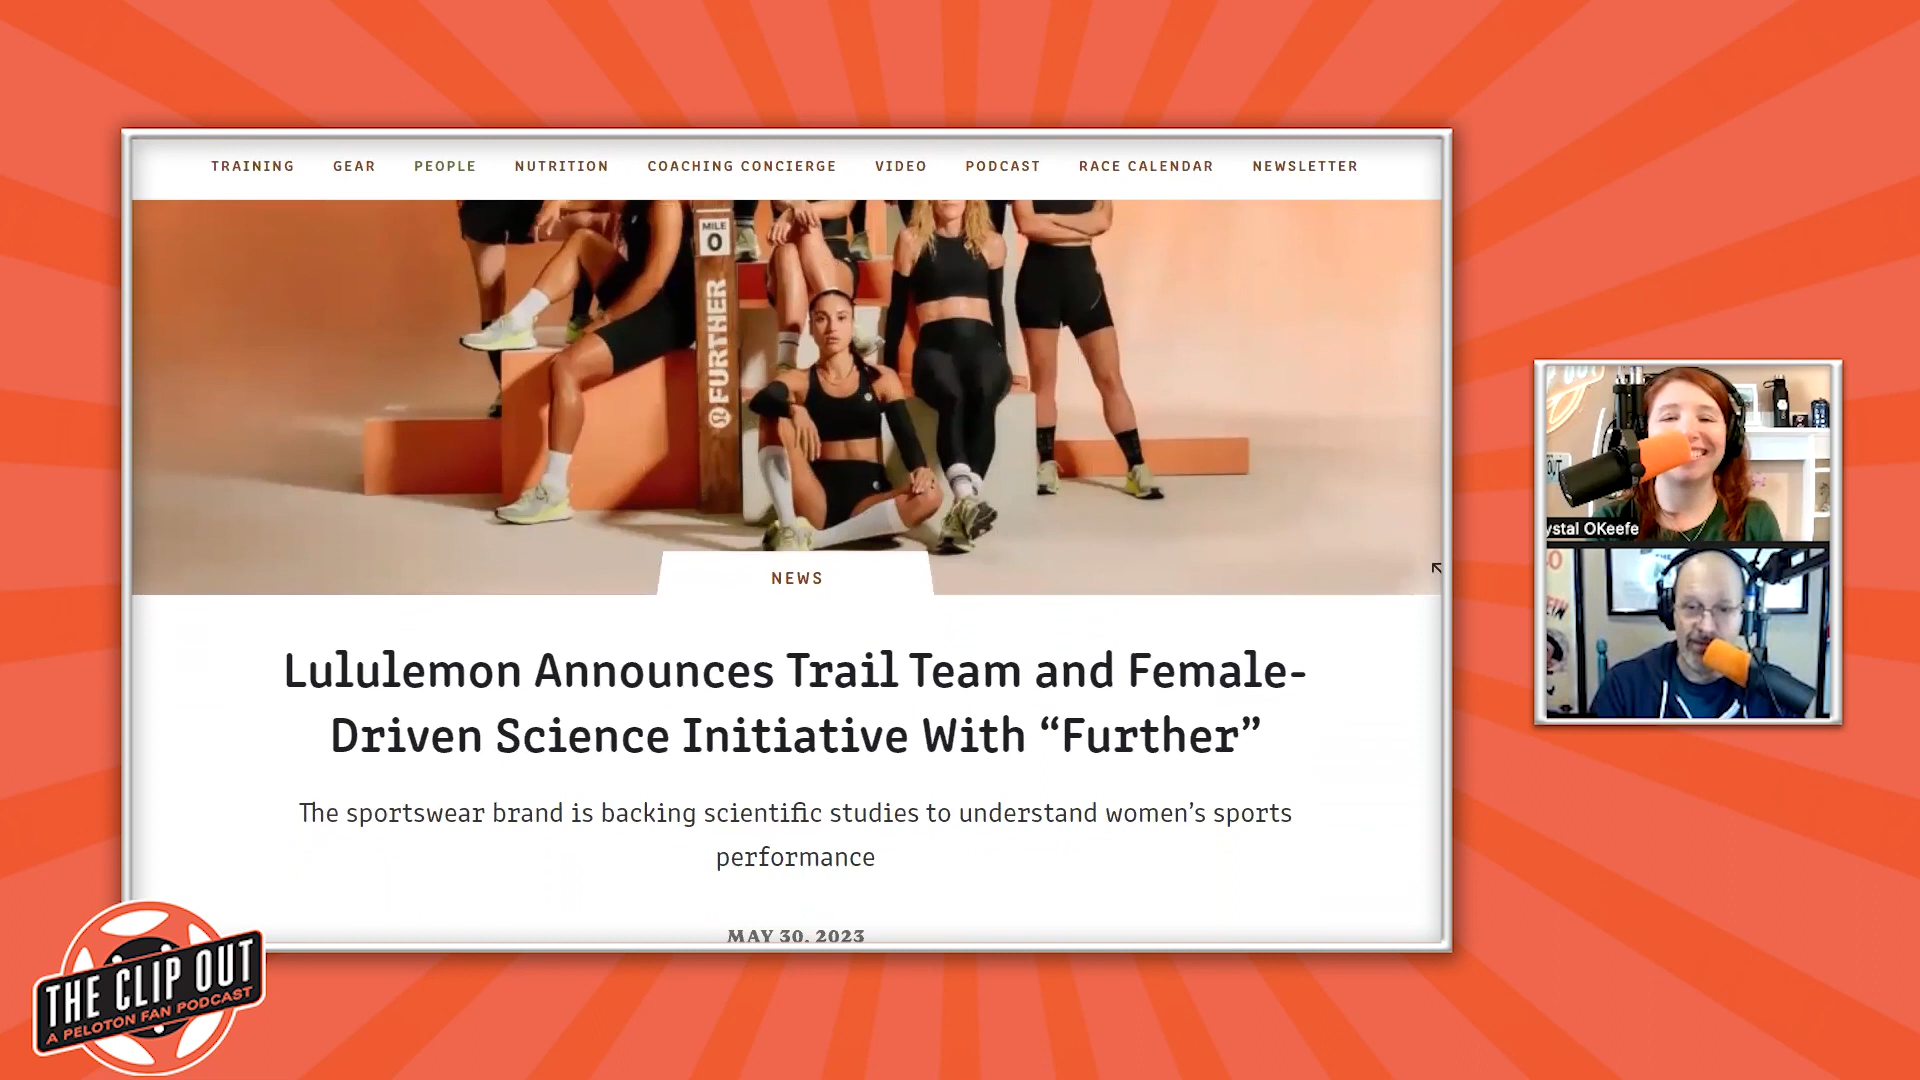 TRAINING GEAR PEOPLE NUTRITION COACHING CONCIERGE VIDEO PODCAST RACE CALENDAR NEWSLETTER
MILE
0
FURTHER
NEWS
Lululemon Announces Trail Team and Female-
Driven Science Initiative With “Further”
The sportswear brand is backing scientific studies to understand women’s sports
performance
MAY 30, 2023
ystal OKeefe
THE CLIP OUT
A PELOTON FAN PODCAST